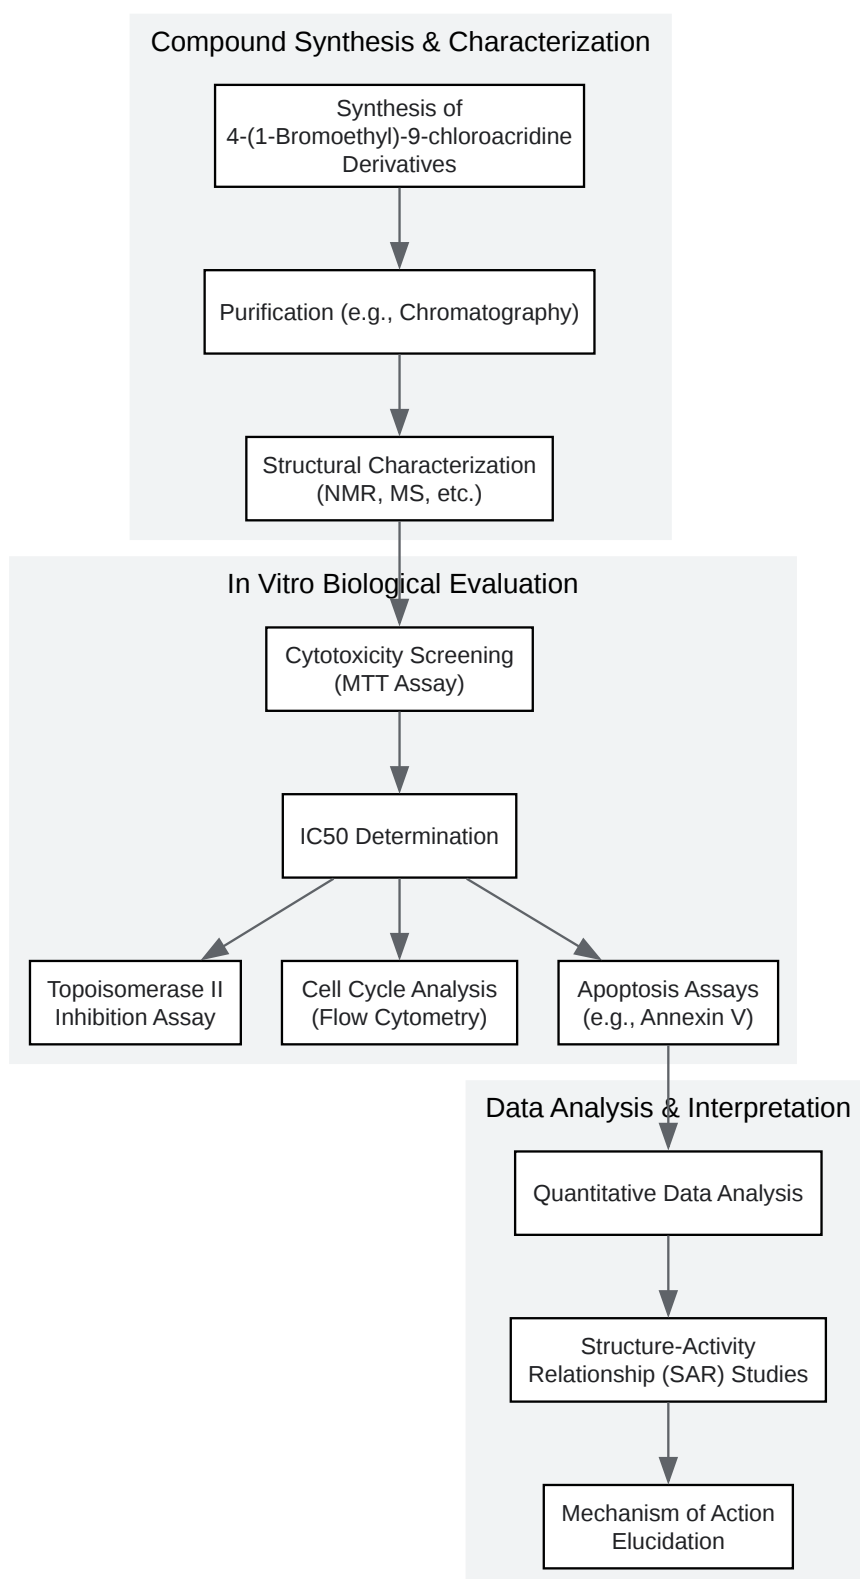 Compound Synthesis & Characterization
Synthesis of
4-(1-Bromoethyl)-9-chloroacridine
Derivatives
Purification (e.g., Chromatography)
Structural Characterization
(NMR, MS, etc.)
In Vitro Biological Evaluation
Cytotoxicity Screening
(MTT Assay)
IC50 Determination
Topoisomerase II
Inhibition Assay
Cell Cycle Analysis
(Flow Cytometry)
Apoptosis Assays
(e.g., Annexin V)
Data Analysis & Interpretation
Quantitative Data Analysis
Structure-Activity
Relationship (SAR) Studies
Mechanism of Action
Elucidation